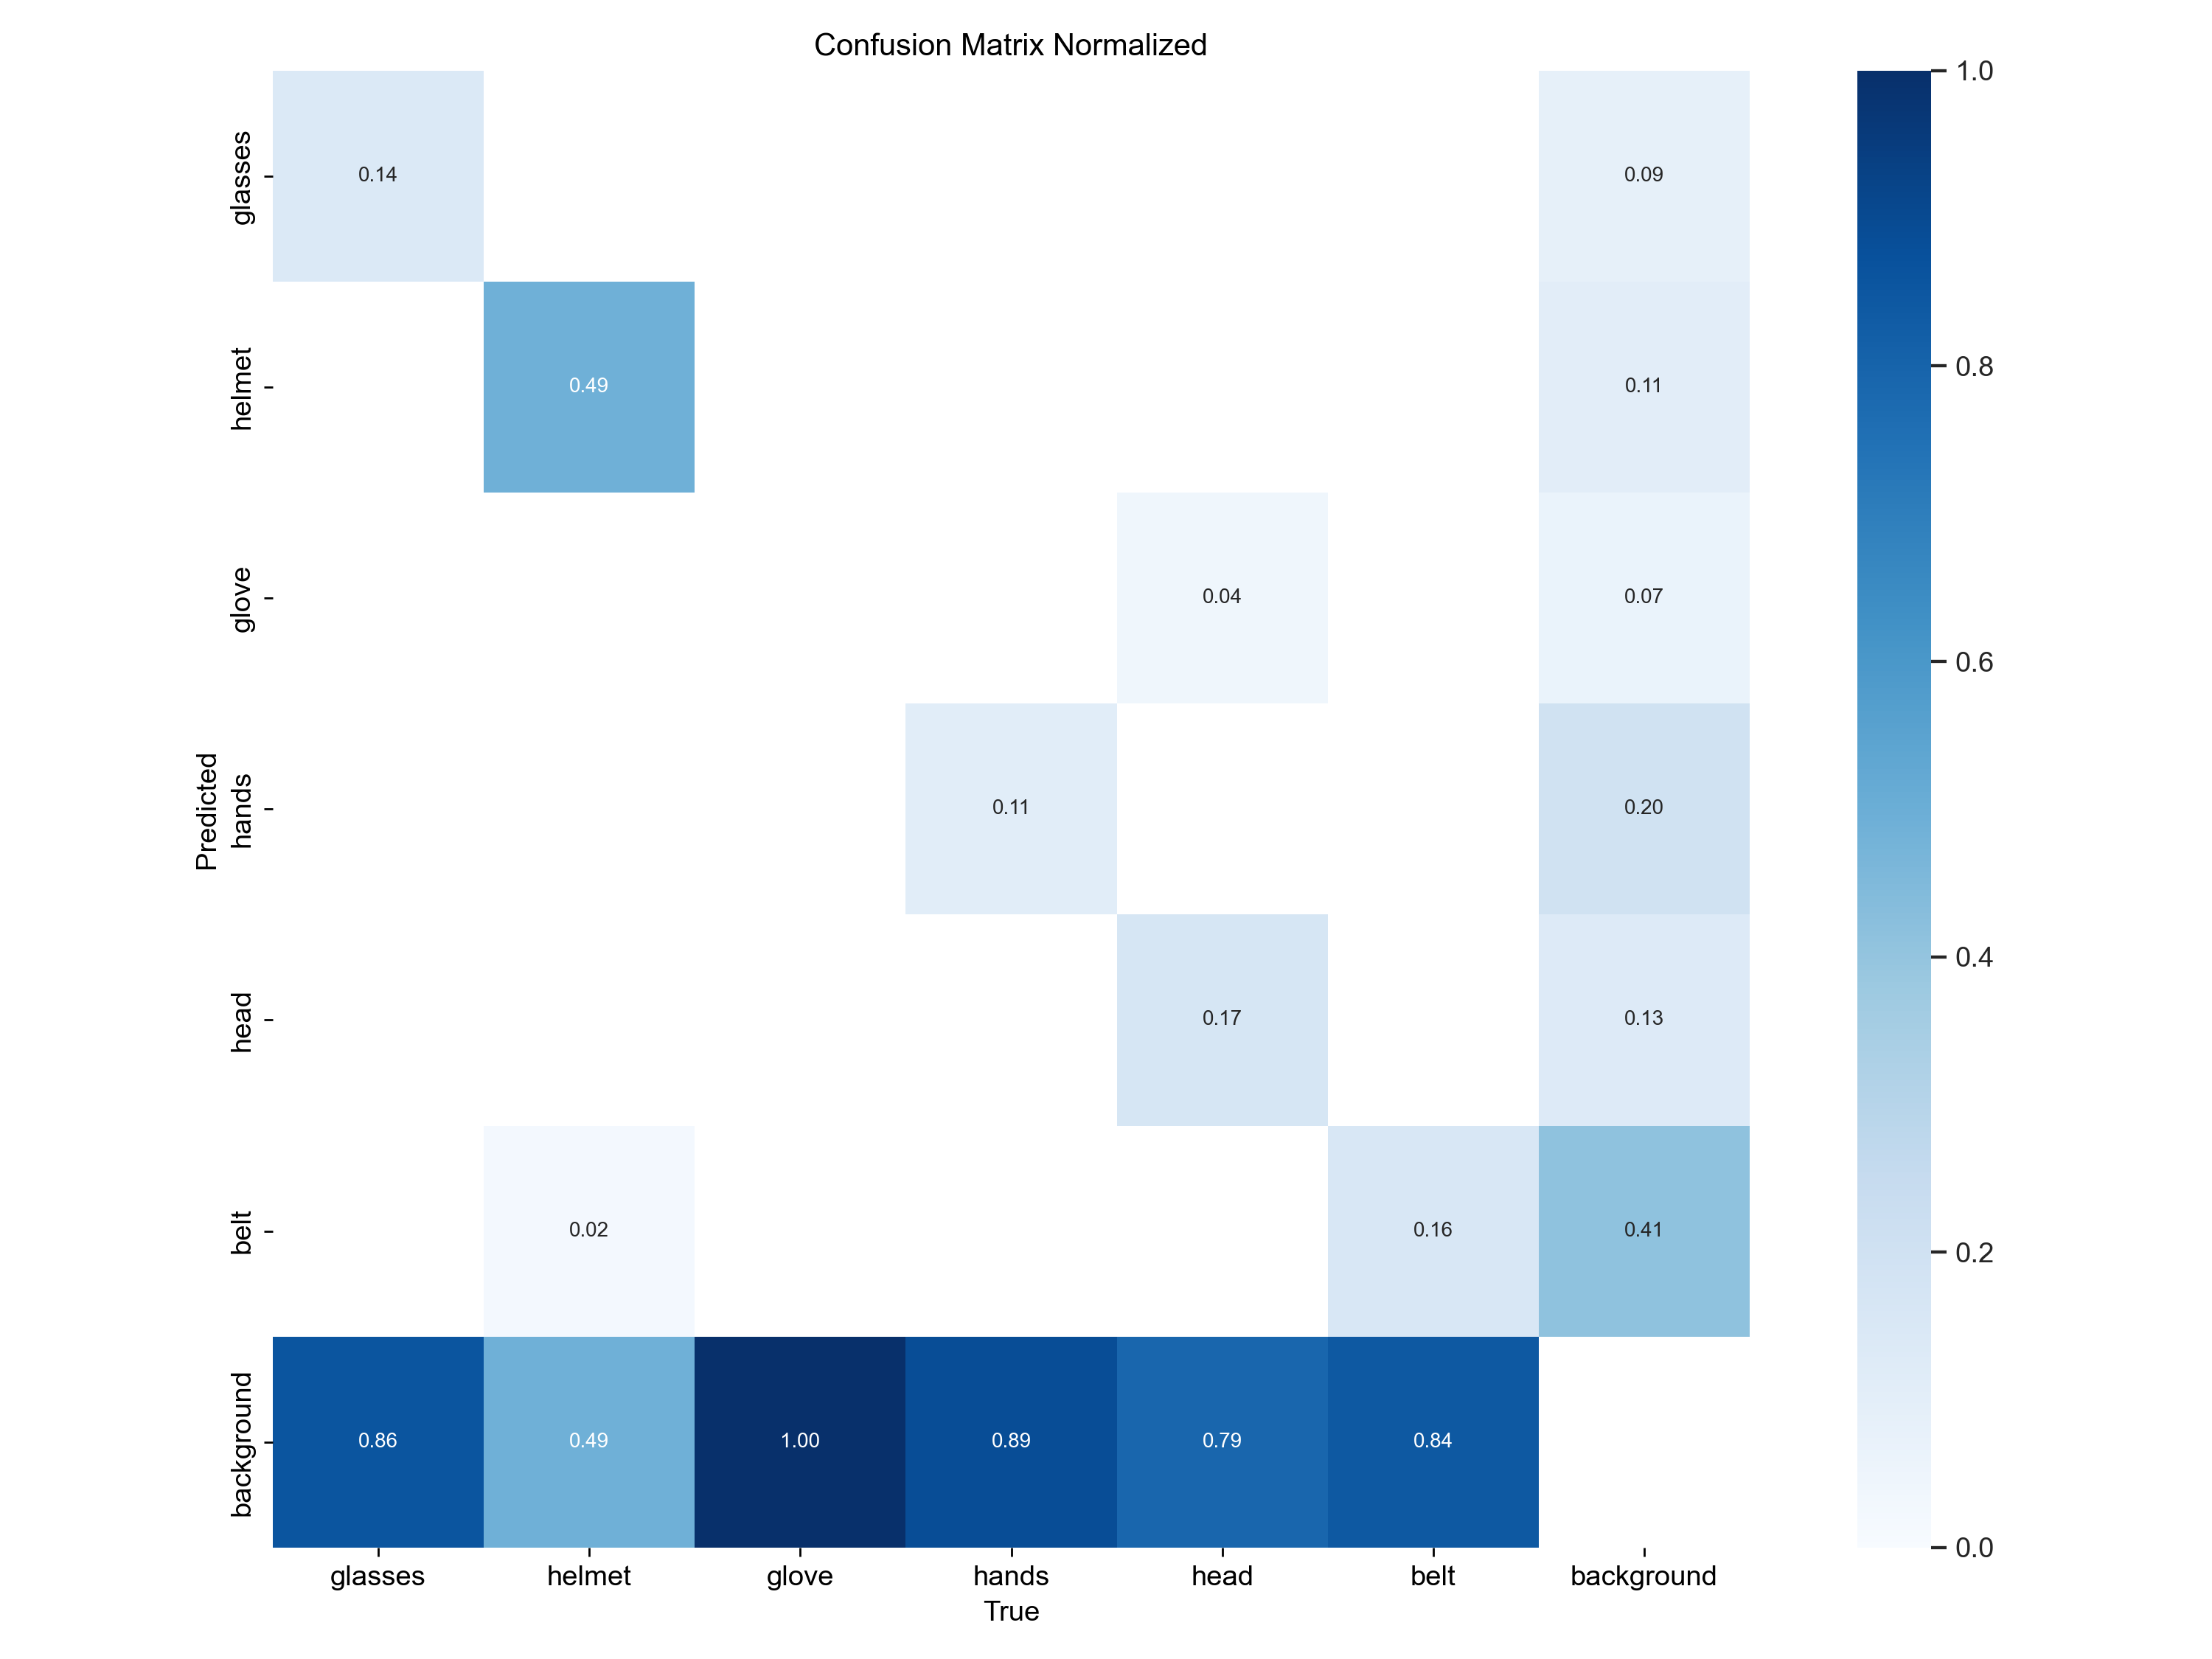 Confusion Matrix Normalized
glasses
0.14
0.09
1.0
helmet
0.49
0.11
0.8
glove
0.04
0.07
0.6
Predicted
hands
0.11
0.20
head
0.17
0.13
0.4
belt
0.02
0.16
0.41
0.2
background
0.86
0.49
1.00
0.89
0.79
0.84
0.0
glasses helmet glove hands head belt background
True